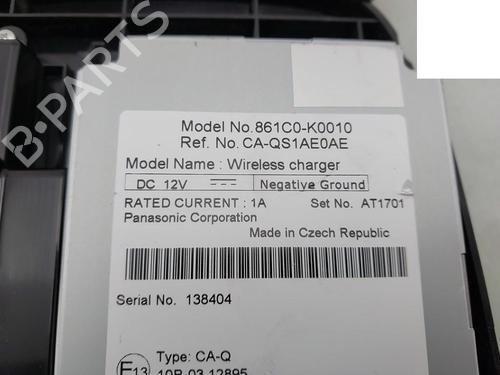 Model No.861C0-K0010
Ref. No. CA-QS1AE0AE
Model Name : Wireless charger
DC 12V Negative Ground
RATED CURRENT : 1A Set No. AT1701
Panasonic Corporation
Made in Czech Republic
Serial No. 138404
E13 Type: CA-Q
10R-03 12895
B-PARTS